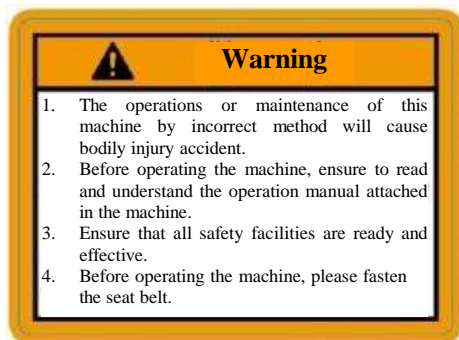 Warning
1. The operations or maintenance of this
machine by incorrect method will cause
bodily injury accident.
2. Before operating the machine, ensure to read
and understand the operation manual attached
in the machine.
3. Ensure that all safety facilities are ready and
effective.
4. Before operating the machine, please fasten
the seat belt.